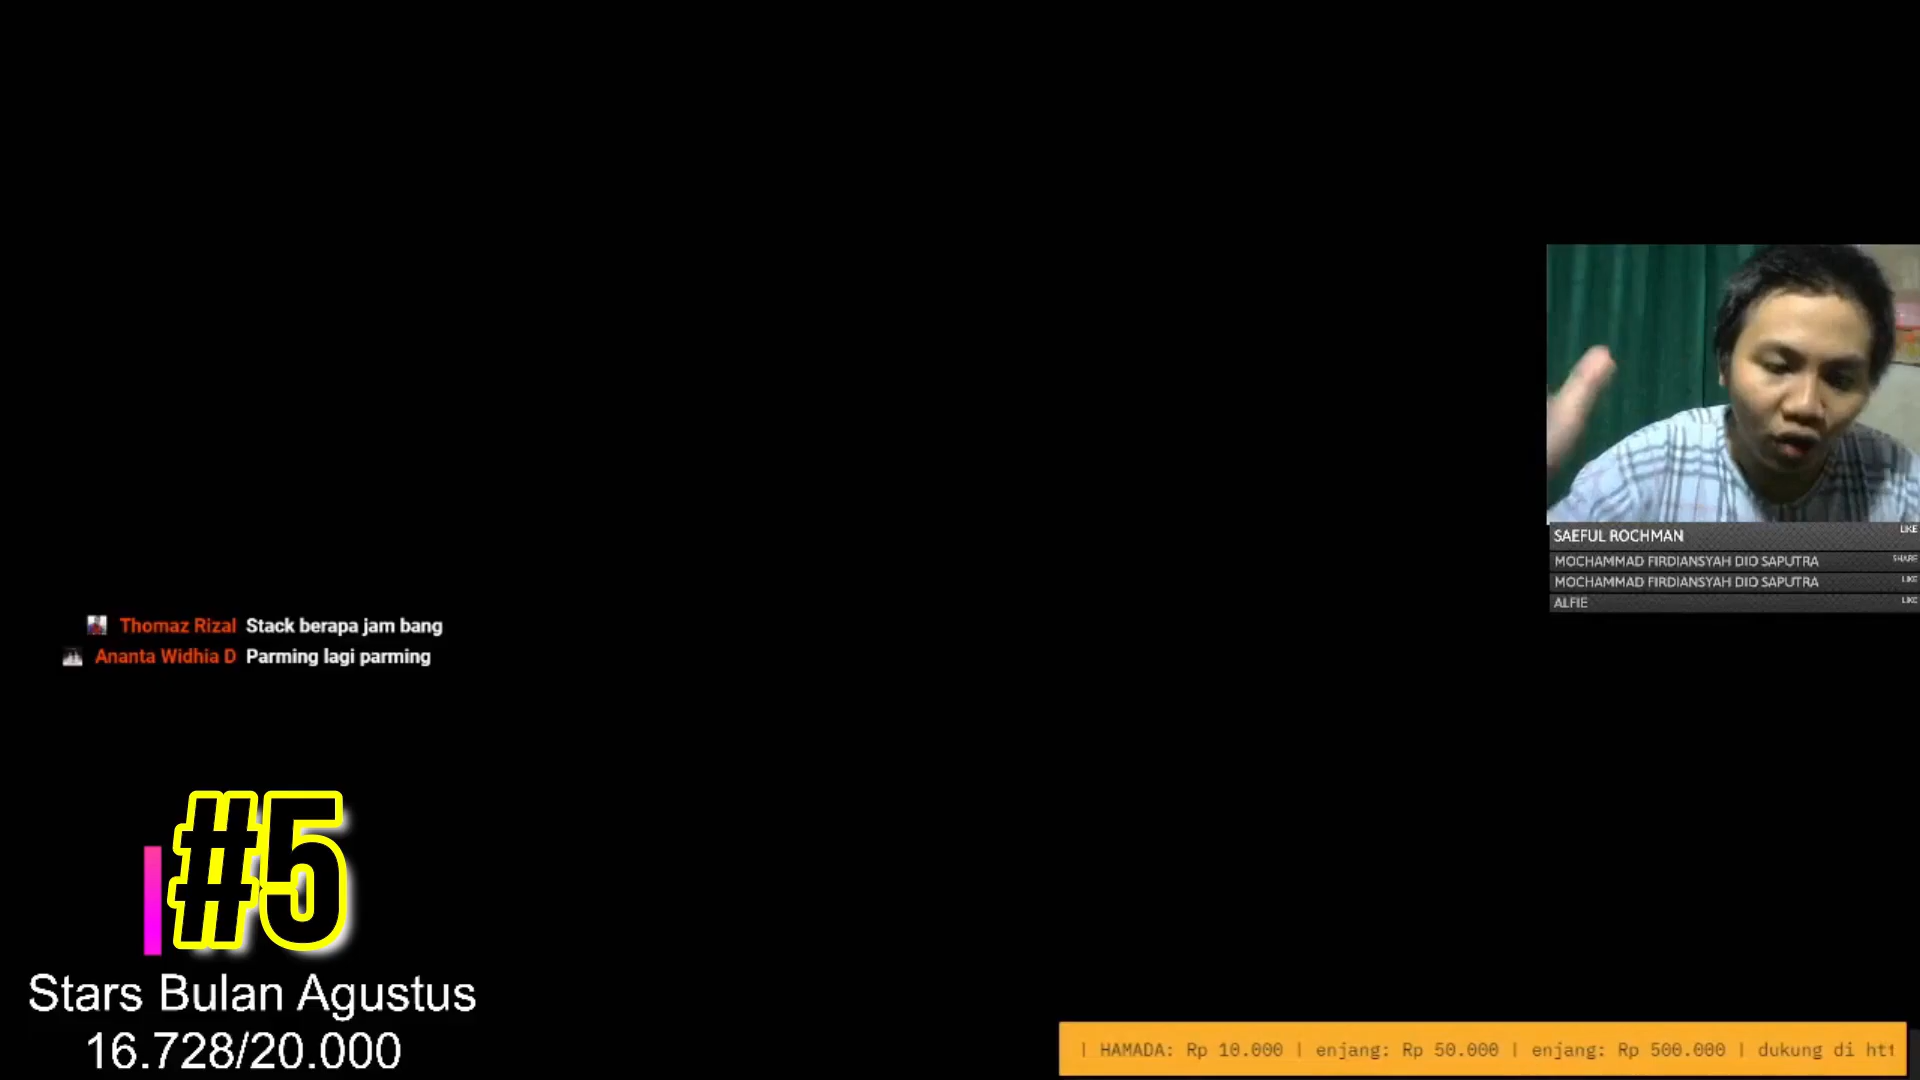 SAEFUL ROCHMAN LIKE
MOCHAMMAD FIRDIANSYAH DIO SAPUTRA SHARE
MOCHAMMAD FIRDIANSYAH DIO SAPUTRA LIKE
ALFIE LIKE
Thomaz Rizal Stack berapa jam bang
Ananta Widhia D Parming lagi parming
#5
Stars Bulan Agustus
16.728/20.000
| HAMADA: Rp 10.000 | enjang: Rp 50.000 | enjang: Rp 500.000 | dukung di htt